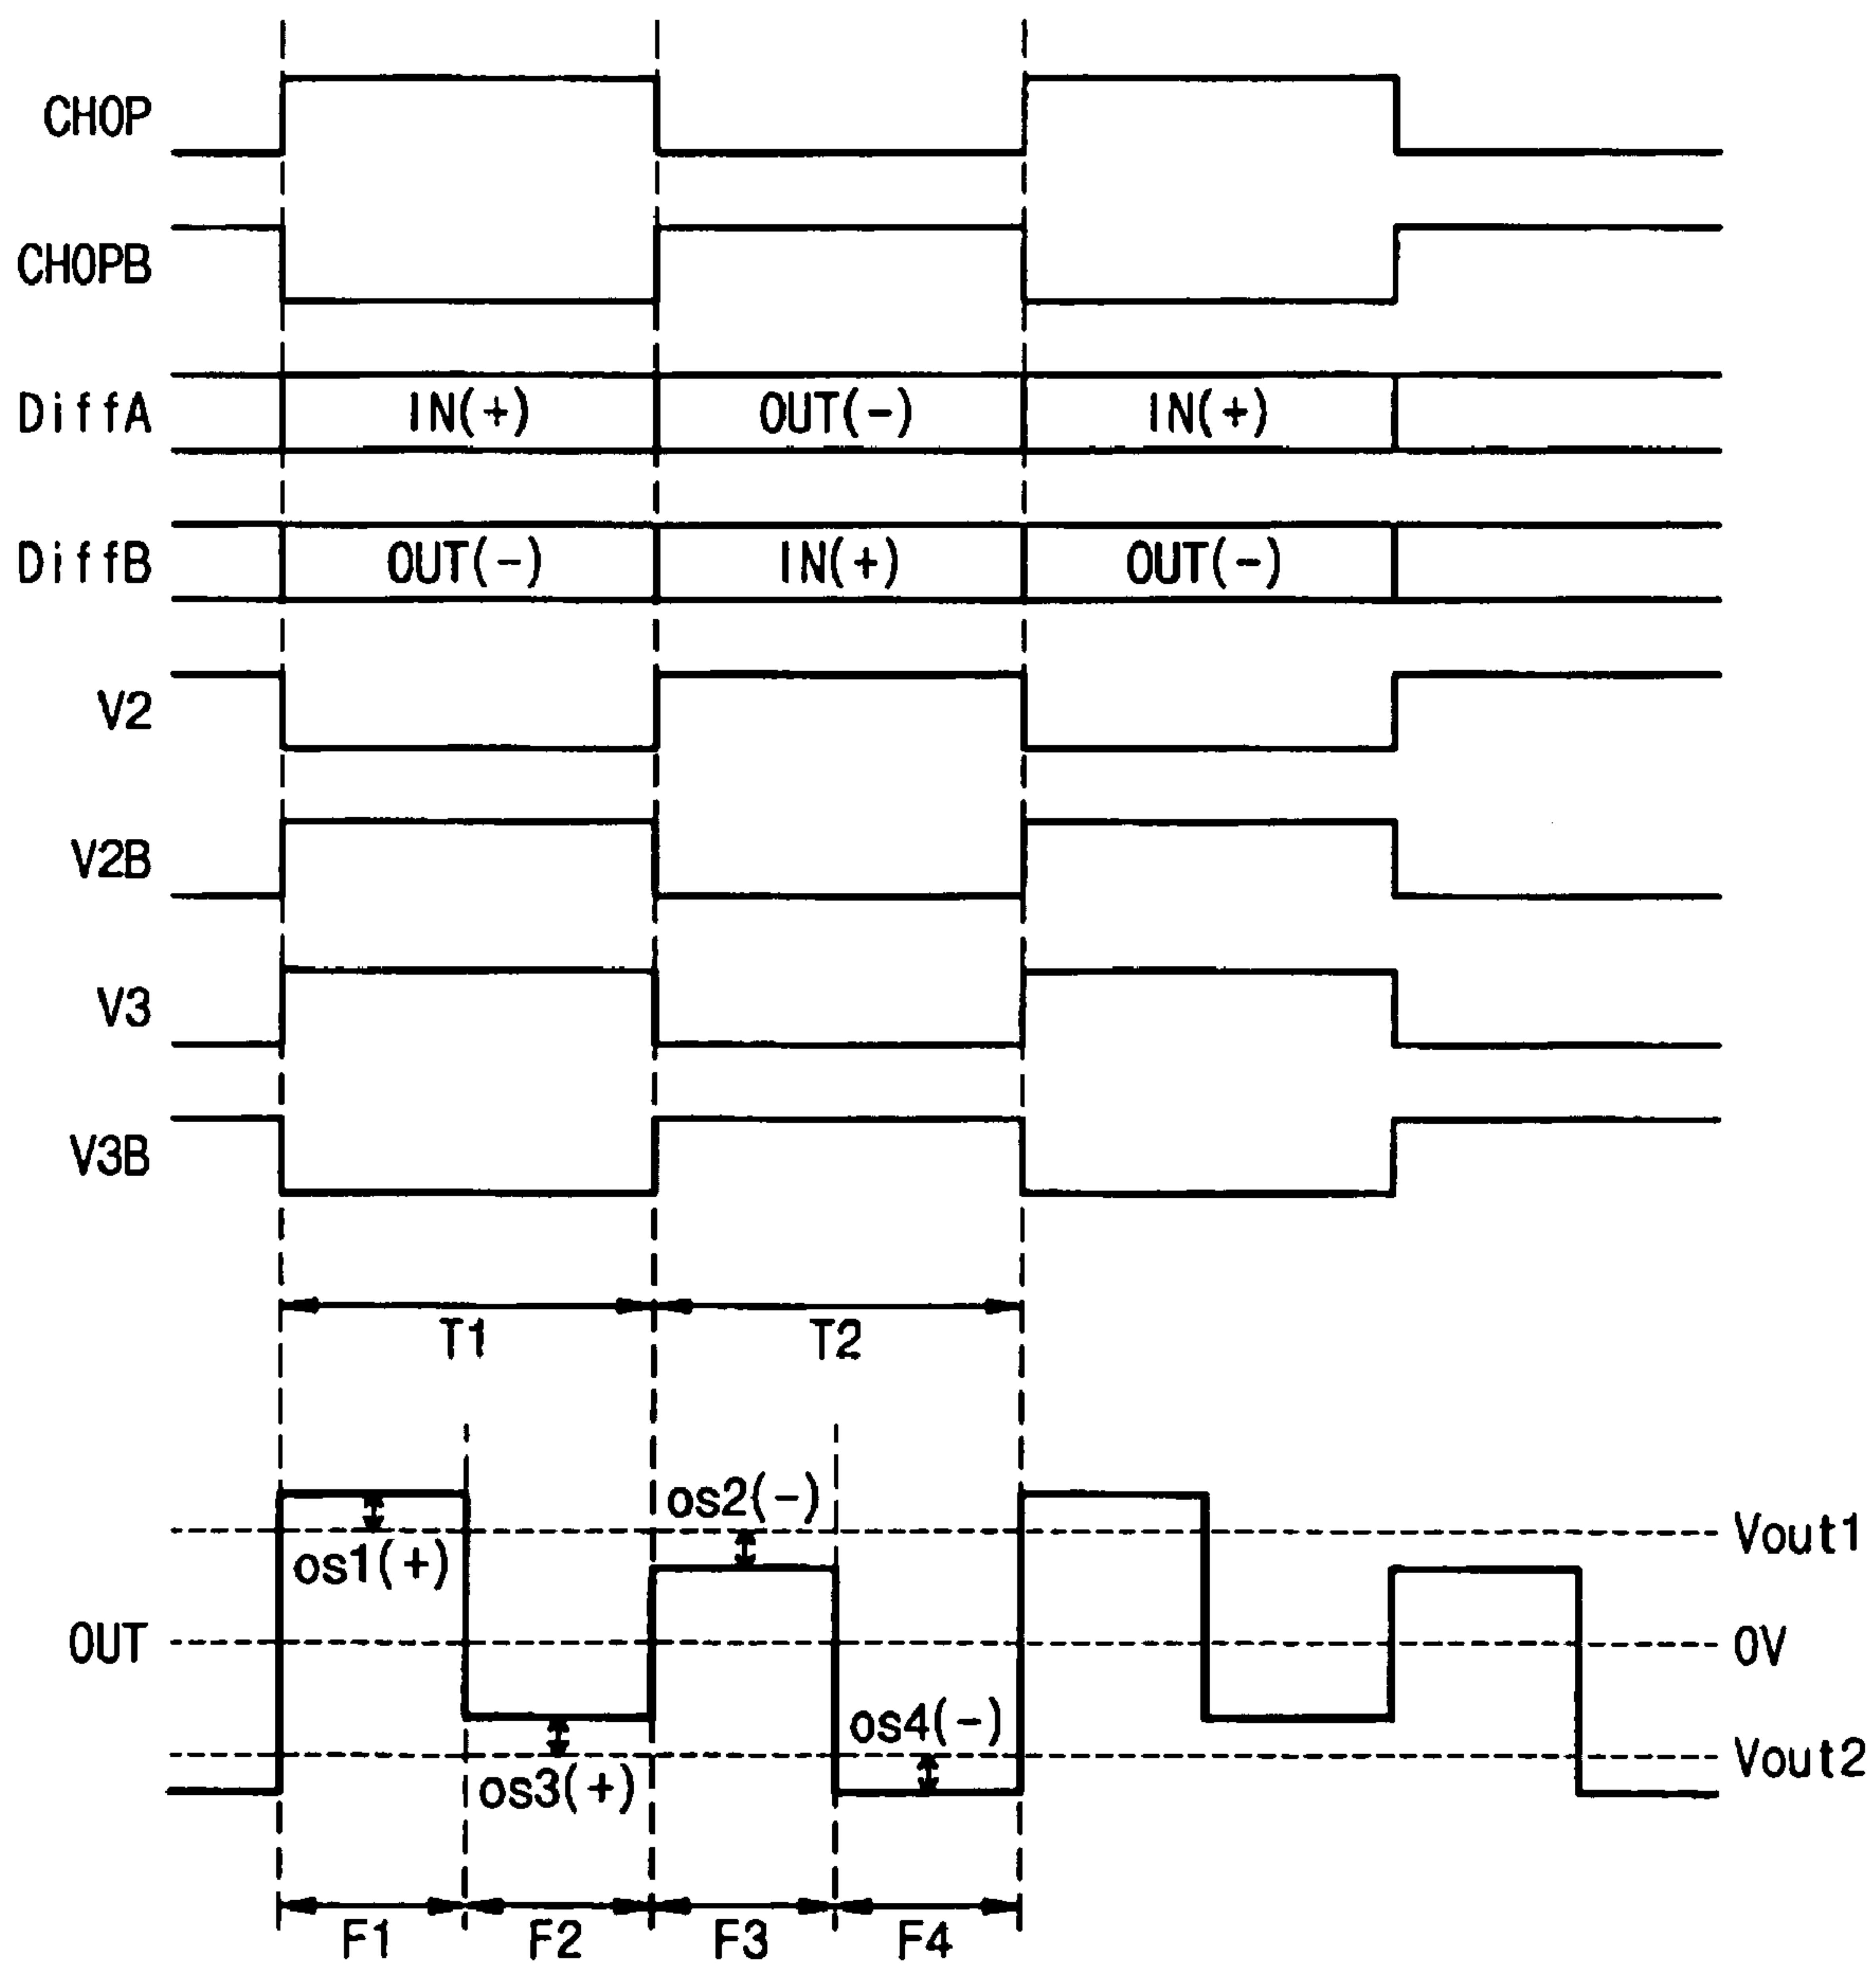 CHOP
CHOPB
DiffA IN(+) OUT(-) IN(+)
DiffB OUT(-) IN(+) OUT(-)
V2
V2B
V3
V3B
T1 T2
os2(-)
Vout1
os1(+)
OUT
0V
os4(-)
Vout2
os3(+)
F1 F2 F3 F4